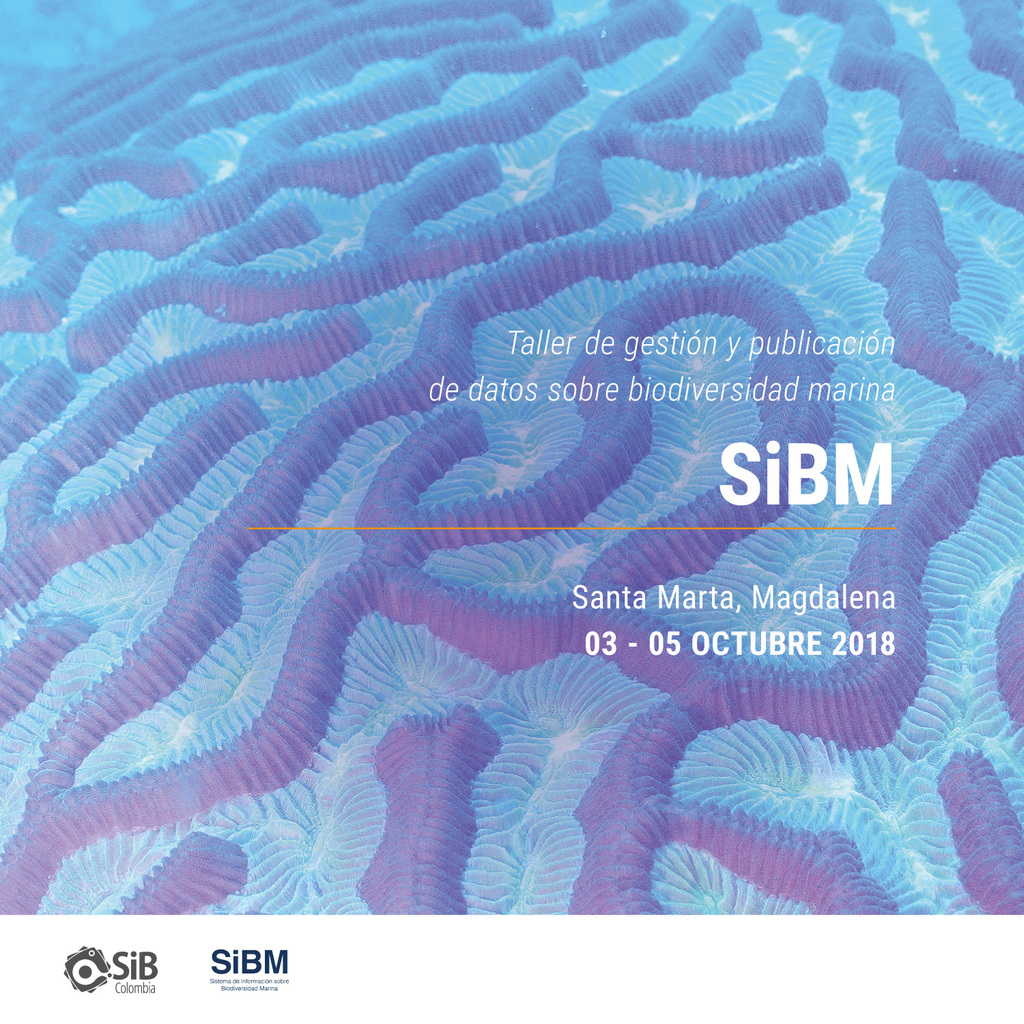 Taller de gestión y publicación
de datos sobre biodiversidad marina
SiBM
Santa Marta, Magdalena
03 - 05 OCTUBRE 2018
SiB
Colombia
SiBM
Sistema de información sobre
Biodiversidad Marina